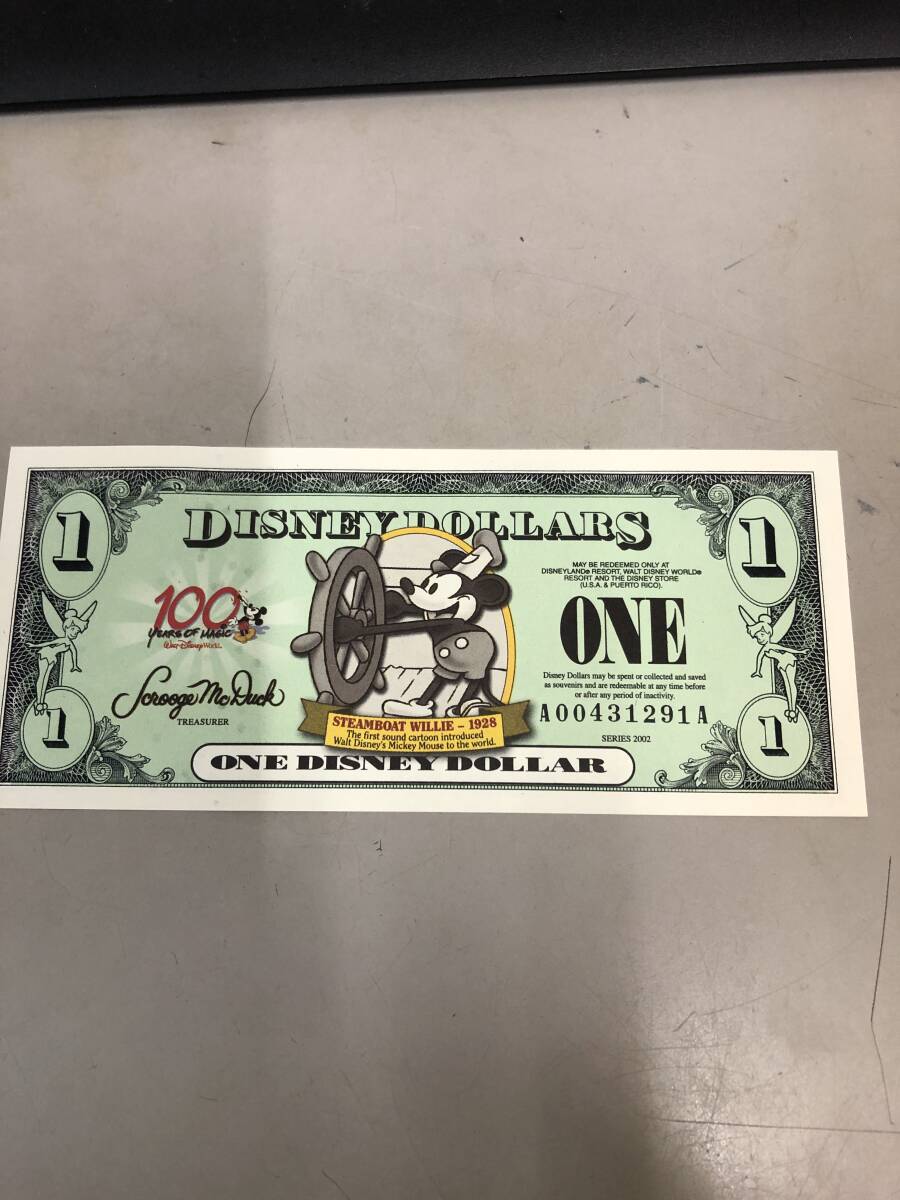 1
DISNEY DOLLARS
1
MAY BE REDEEMED ONLY AT
DISNEYLAND® RESORT, WALT DISNEY WORLD®
RESORT AND THE DISNEY STORE
(U.S.A. & PUERTO RICO).
100
YEARS OF MAGIC
Walt Disney World
ONE
Disney Dollars may be spent or collected and saved
as souvenirs and are redeemable at any time before
or after any period of inactivity.
Scrooge McDuck
TREASURER
A00431291A
SERIES 2002
1
STEAMBOAT WILLIE – 1928
The first sound cartoon introduced
Walt Disney's Mickey Mouse to the world.
1
ONE DISNEY DOLLAR